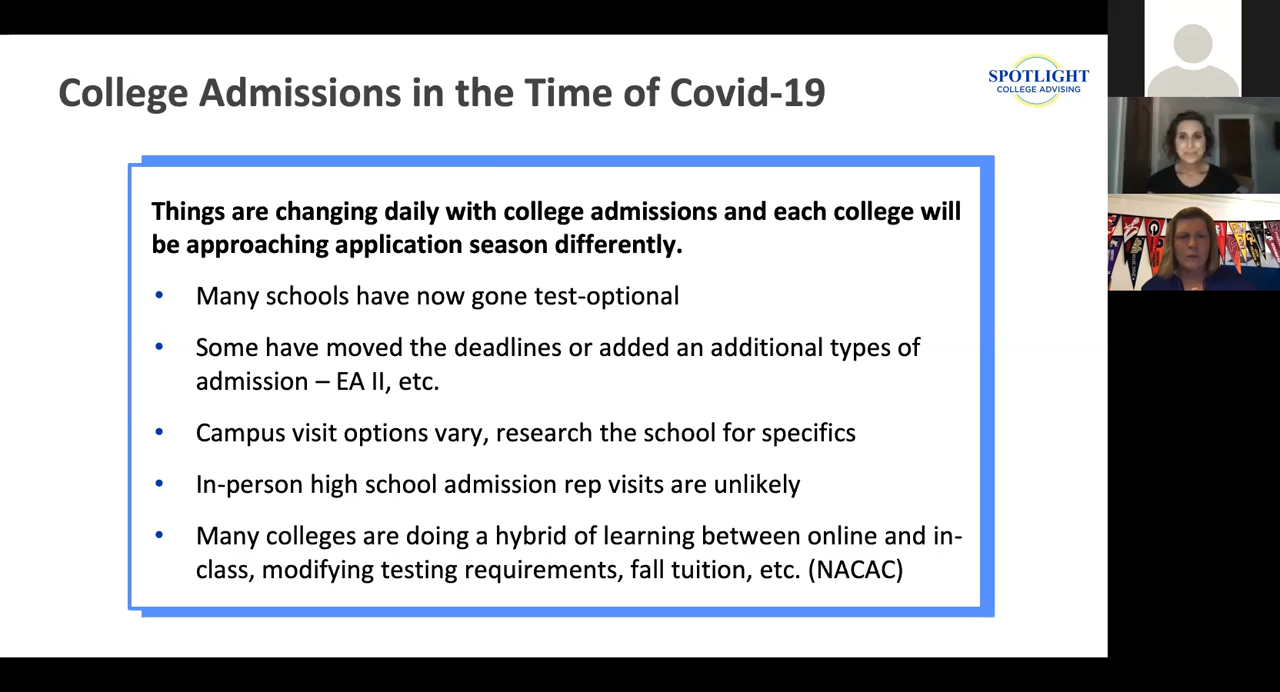 College Admissions in the Time of Covid-19
SPOTLIGHT
COLLEGE ADVISING
Things are changing daily with college admissions and each college will
be approaching application season differently.
• Many schools have now gone test-optional
• Some have moved the deadlines or added an additional types of
admission – EA II, etc.
• Campus visit options vary, research the school for specifics
• In-person high school admission rep visits are unlikely
• Many colleges are doing a hybrid of learning between online and in-
class, modifying testing requirements, fall tuition, etc. (NACAC)